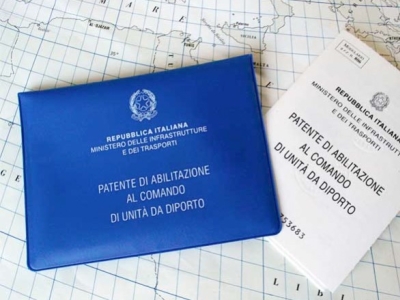 REPUBBLICA ITALIANA
MINISTERO DELLE INFRASTRUTTURE
E DEI TRASPORTI
PATENTE DI ABILITAZIONE
AL COMANDO
DI UNITÀ DA DIPORTO
REPUBBLICA ITALIANA
MINISTERO DELLE INFRASTRUTTURE
E DEI TRASPORTI
PATENTE DI ABILITAZIONE
AL COMANDO
DI UNITÀ DA DIPORTO
353683